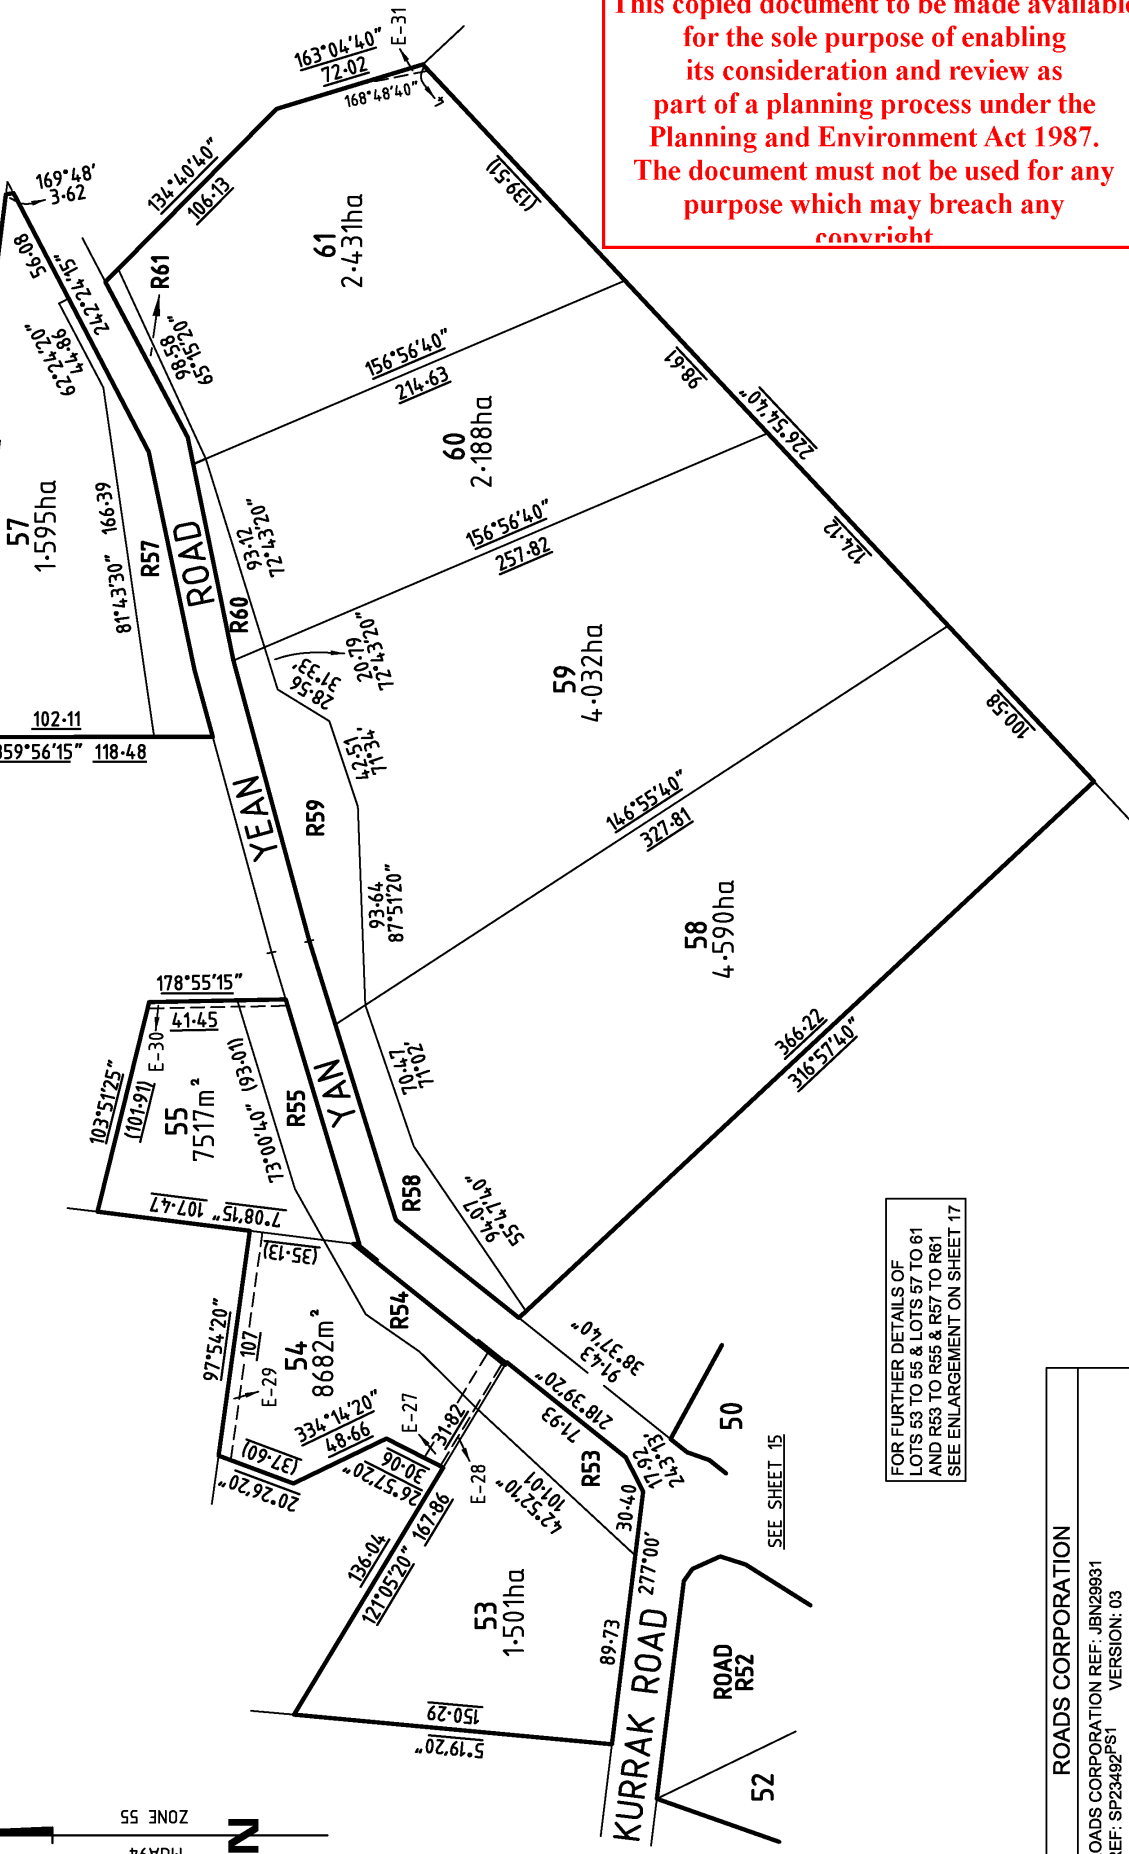 This copied document to be made available
for the sole purpose of enabling
its consideration and review as
part of a planning process under the
Planning and Environment Act 1987.
The document must not be used for any
purpose which may breach any
copyright
163°04'40"
72·02
168°48'40"
E-31
4
134°40'40"
106·13
(139·51)
61
2·431ha
169°48'
3·62
56·08
242°24'15"
62°24'20"
44·86
R61
98·58
65°15'20"
57
1·595ha
166·39
81°43'30"
R57
ROAD
156°56'40"
214·63
98·61
226°54'40"
60
2·188ha
93·12
72°43'20"
R60
156°56'40"
257·82
124·12
20·79
72°43'20"
28·56
31°33'
59
4·032ha
102·11
359°56'15" 118·48
42·51
71°34'
YEAN
R59
100·58
146°55'40"
327·81
93·64
87°51'20"
58
4·590ha
178°55'15"
41·45
E-30
103°51'25"
(101·91)
55
7517m²
73°00'40" (93·01)
R55
YAN
70·47
71°02'
366·22
316°57'40"
7°08'15" 107·47
(35·13)
R58
94·07
55°47'40"
97°54'20"
107
E-29
54
8682m²
R54
334°14'20"
48·66
(37·60)
20°26'20"
E-27
31·82
30·06
26°57'20"
E-28
91·43
38°37'40"
218°39'20"
71·93
R53
17·92
243°13'
50
42°52'10"
101·01
30·40
277°00'
136·04
121°05'20" 167·86
SEE SHEET 15
53
1·501ha
89·73
KURRAK ROAD
ROAD
R52
150·29
5°19'20"
52
FOR FURTHER DETAILS OF
LOTS 53 TO 55 & LOTS 57 TO 61
AND R53 TO R55 & R57 TO R61
SEE ENLARGEMENT ON SHEET 17
ROADS CORPORATION
ROADS CORPORATION REF: JBN29931
REF: SP23492PS1 VERSION: 03
MGA94
ZONE 55
N